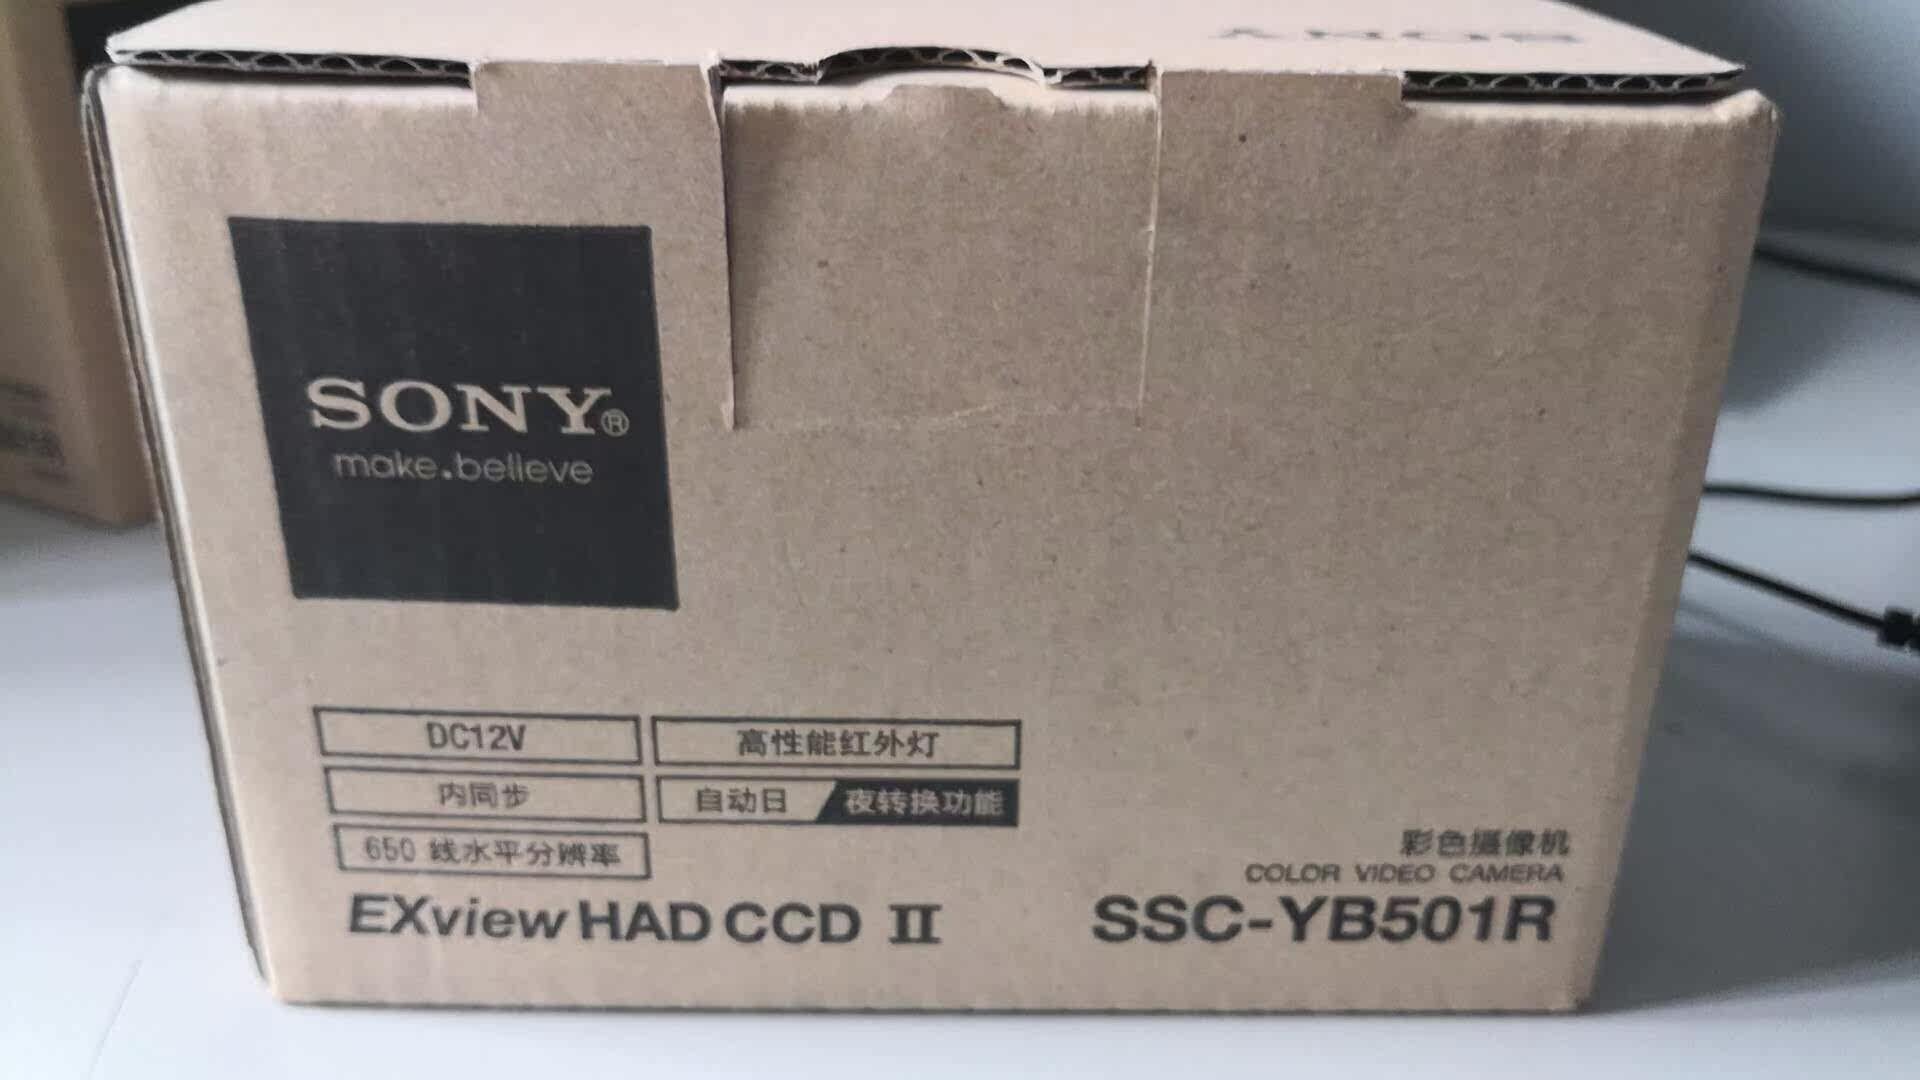 SONY
SONY®
make.believe
DC12V
高性能红外灯
内同步
自动日 夜转换功能
650 线水平分辨率
EXview HAD CCD II
彩色摄像机
COLOR VIDEO CAMERA
SSC-YB501R